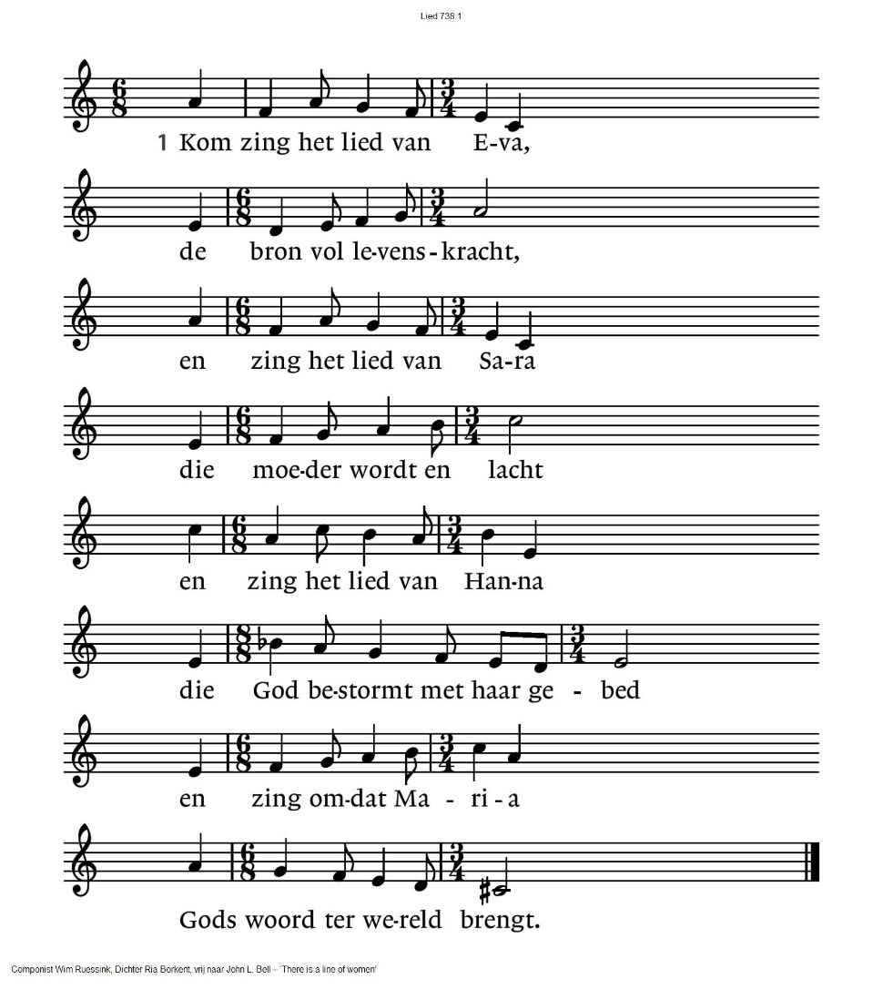 Lied 738:1
1 Kom zing het lied van E-va,
de bron vol le-vens-kracht,
en zing het lied van Sa-ra
die moe-der wordt en lacht
en zing het lied van Han-na
die God be-stormt met haar ge - bed
en zing om-dat Ma - ri - a
Gods woord ter we-reld brengt.
Componist Wim Ruessink, Dichter Ria Borkent, vrij naar John L. Bell – 'There is a line of women'